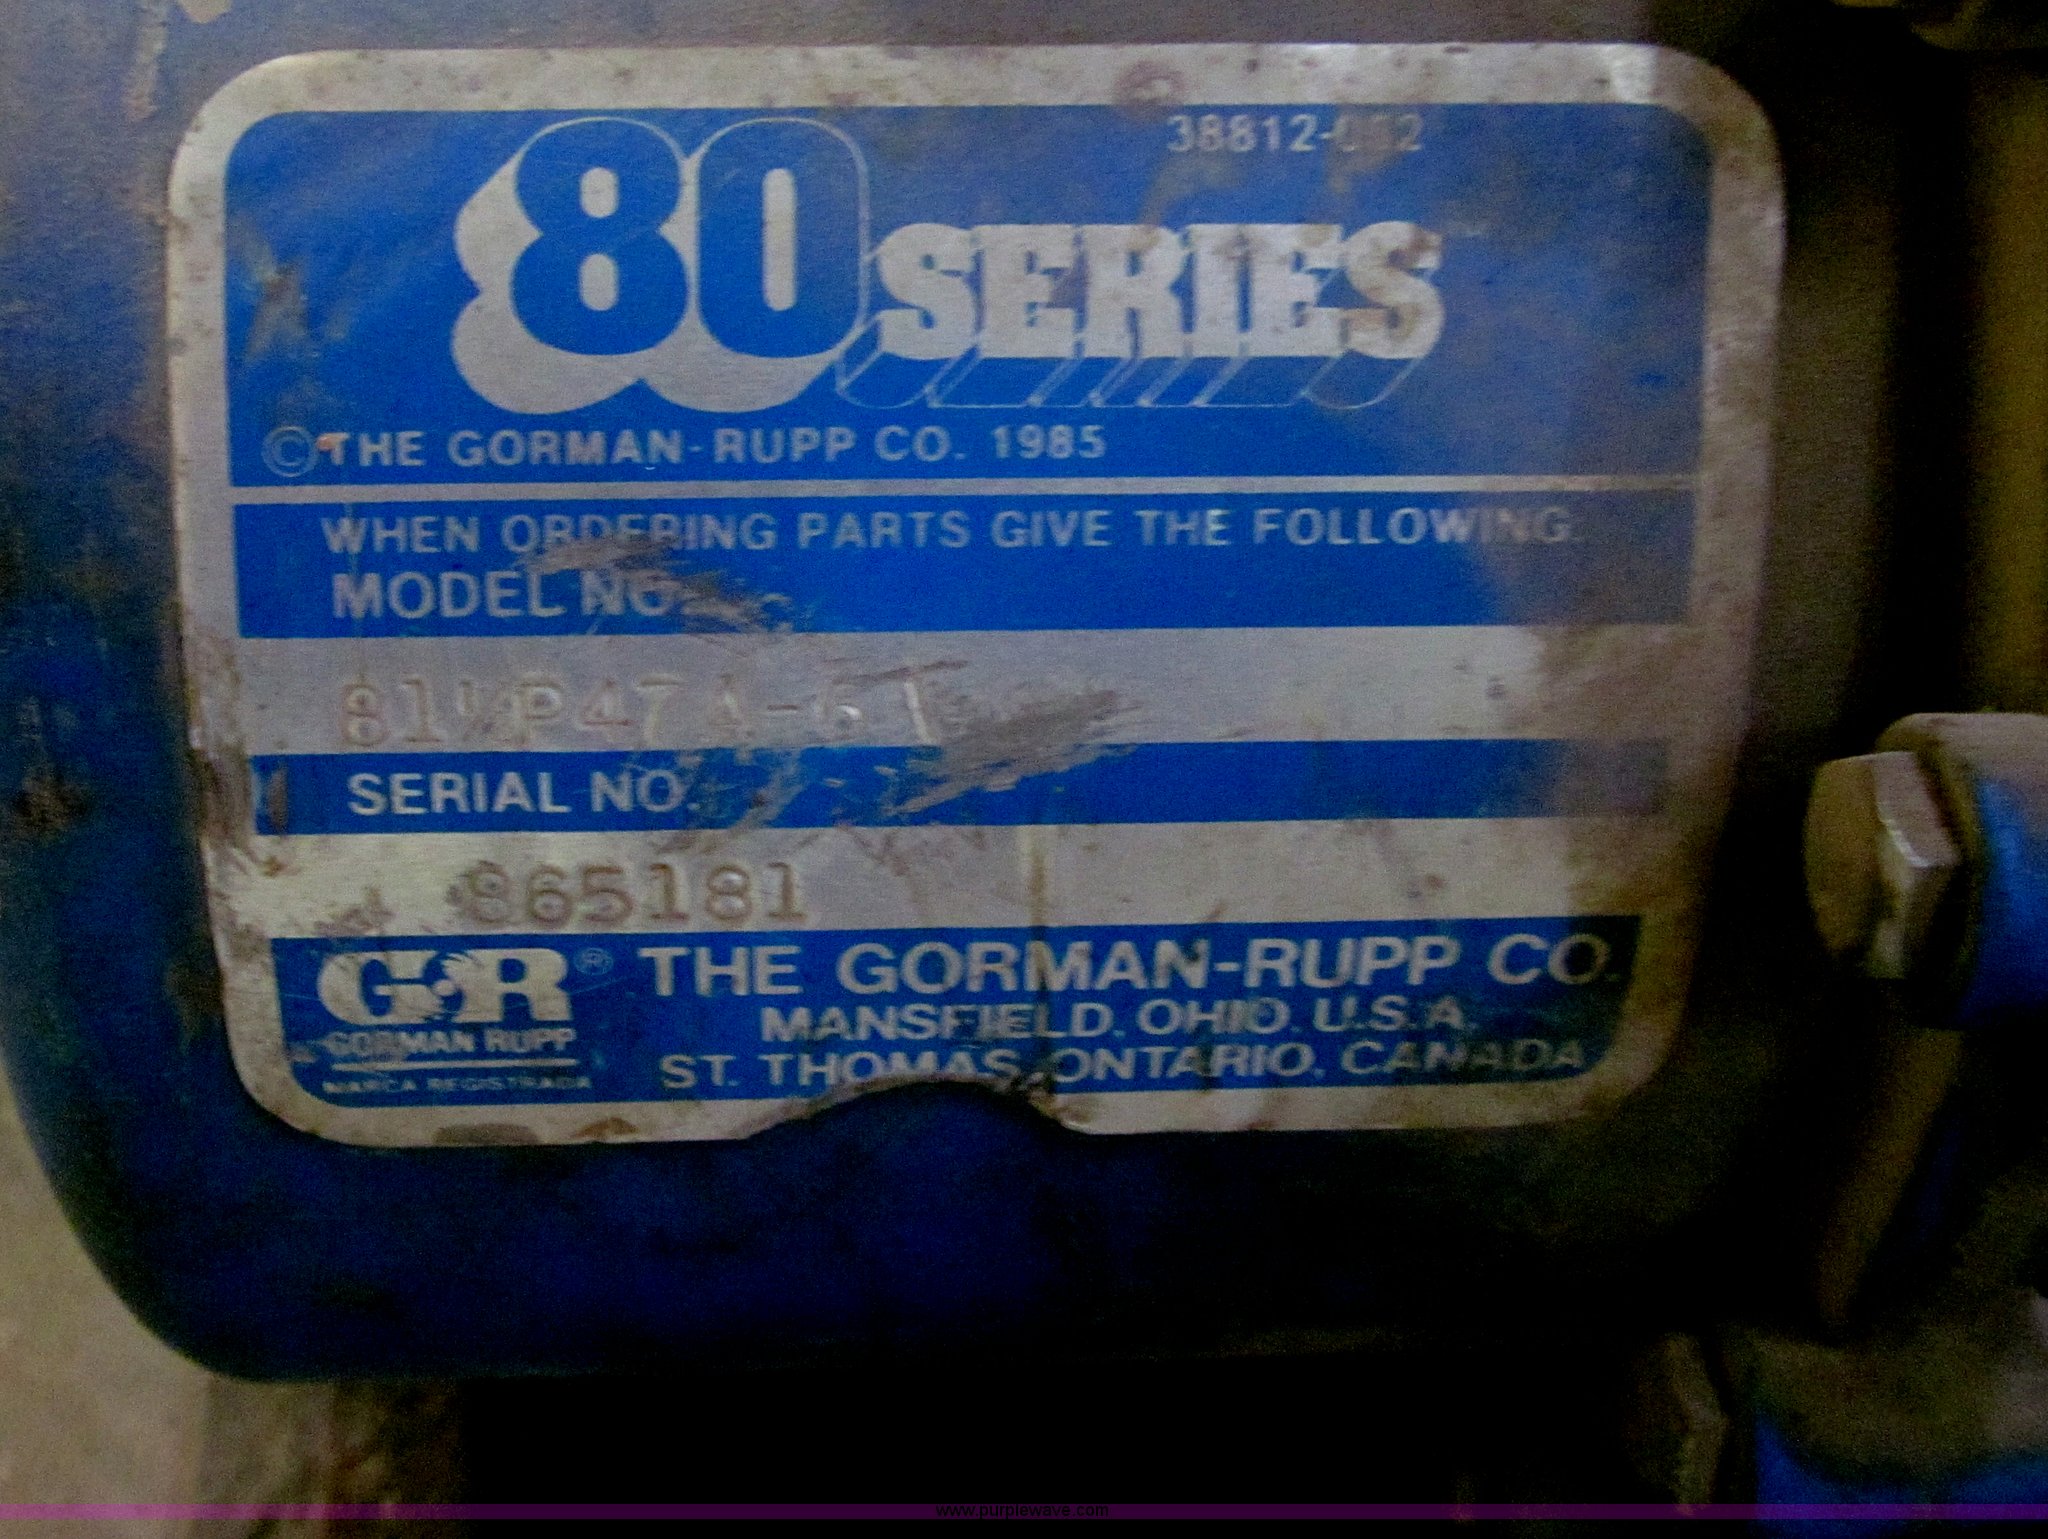 80 SERIES
© THE GORMAN-RUPP CO. 1985
WHEN ORDERING PARTS GIVE THE FOLLOWING:
MODEL NO.
SERIAL NO.
865181
GR®
GORMAN RUPP
MARCA REGISTRADA
THE GORMAN-RUPP CO.
MANSFIELD, OHIO, U.S.A.
ST. THOMAS, ONTARIO, CANADA
www.purplewave.com